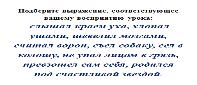 Подберите выражение, соответствующее
вашему восприятию урока:
слышал краем уха, хлопал
ушами, шевелил мозгами,
считал ворон, съел собаку, сел в
калошу, не упал лицом в грязь,
превзошел сам себя, родился
под счастливой звездой.